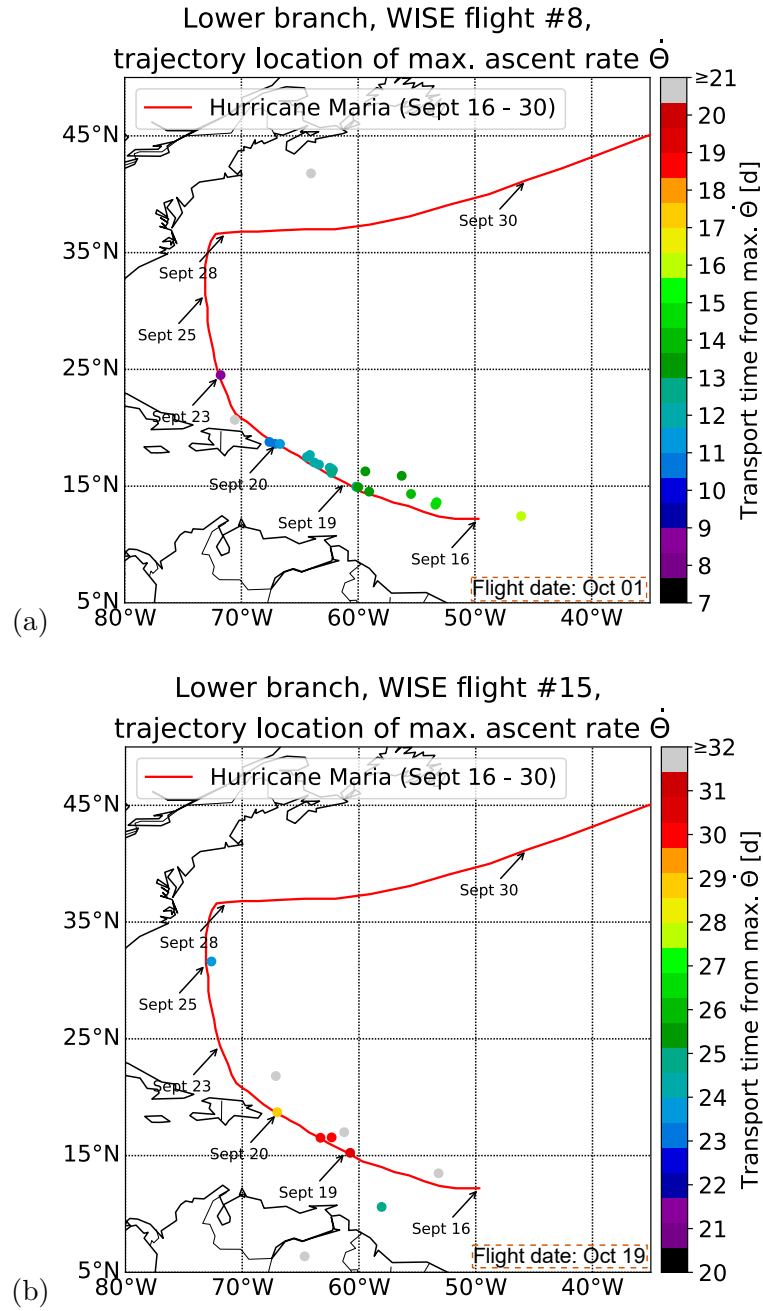 Lower branch, WISE flight #8,
trajectory location of max. ascent rate Θ̇
Hurricane Maria (Sept 16 - 30)
45°N
35°N
25°N
15°N
5°N
80°W
70°W
60°W
50°W
40°W
Sept 30
Sept 28
Sept 25
Sept 23
Sept 20
Sept 19
Sept 16
Flight date: Oct 01
≥21
20
19
18
17
16
15
14
13
12
11
10
9
8
7
Transport time from max. Θ̇ [d]
(a)
Lower branch, WISE flight #15,
trajectory location of max. ascent rate Θ̇
Hurricane Maria (Sept 16 - 30)
45°N
35°N
25°N
15°N
5°N
80°W
70°W
60°W
50°W
40°W
Sept 30
Sept 28
Sept 25
Sept 23
Sept 20
Sept 19
Sept 16
Flight date: Oct 19
≥32
31
30
29
28
27
26
25
24
23
22
21
20
Transport time from max. Θ̇ [d]
(b)